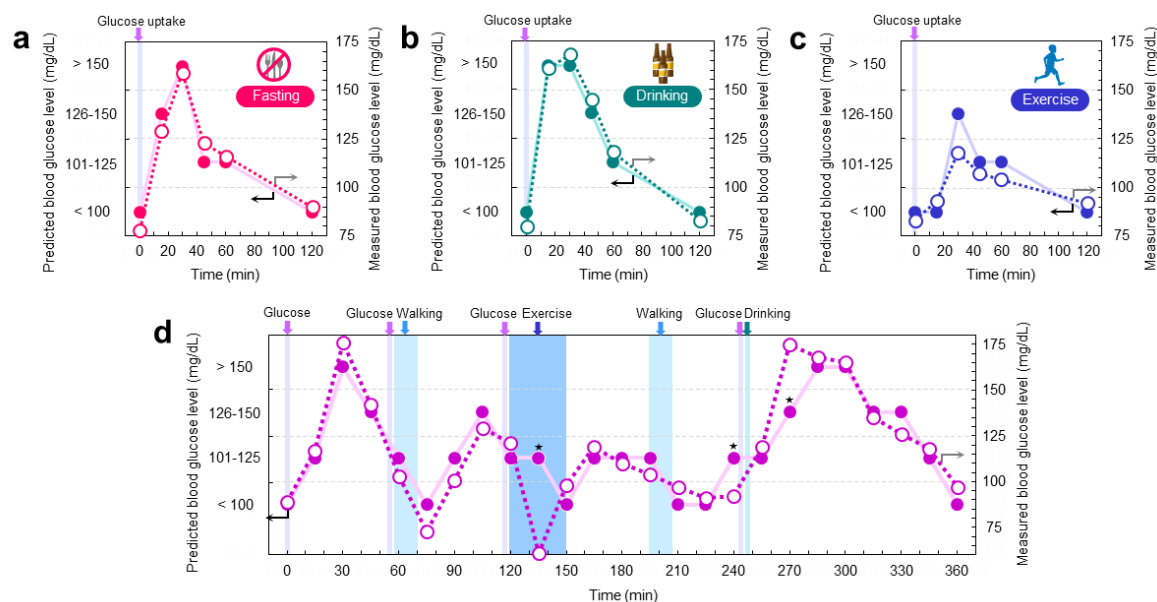 Glucose uptake
a
Predicted blood glucose level (mg/dL)
> 150
126-150
101-125
< 100
Fasting
175
150
125
100
75
Measured blood glucose level (mg/dL)
0 20 40 60 80 100 120
Time (min)
Glucose uptake
b
Predicted blood glucose level (mg/dL)
> 150
126-150
101-125
< 100
Drinking
175
150
125
100
75
Measured blood glucose level (mg/dL)
0 20 40 60 80 100 120
Time (min)
Glucose uptake
c
Predicted blood glucose level (mg/dL)
> 150
126-150
101-125
< 100
Exercise
175
150
125
100
75
Measured blood glucose level (mg/dL)
0 20 40 60 80 100 120
Time (min)
d
Glucose Glucose Walking Glucose Exercise Walking Glucose Drinking
Predicted blood glucose level (mg/dL)
> 150
126-150
101-125
< 100
175
150
125
100
75
Measured blood glucose level (mg/dL)
0 30 60 90 120 150 180 210 240 270 300 330 360
Time (min)